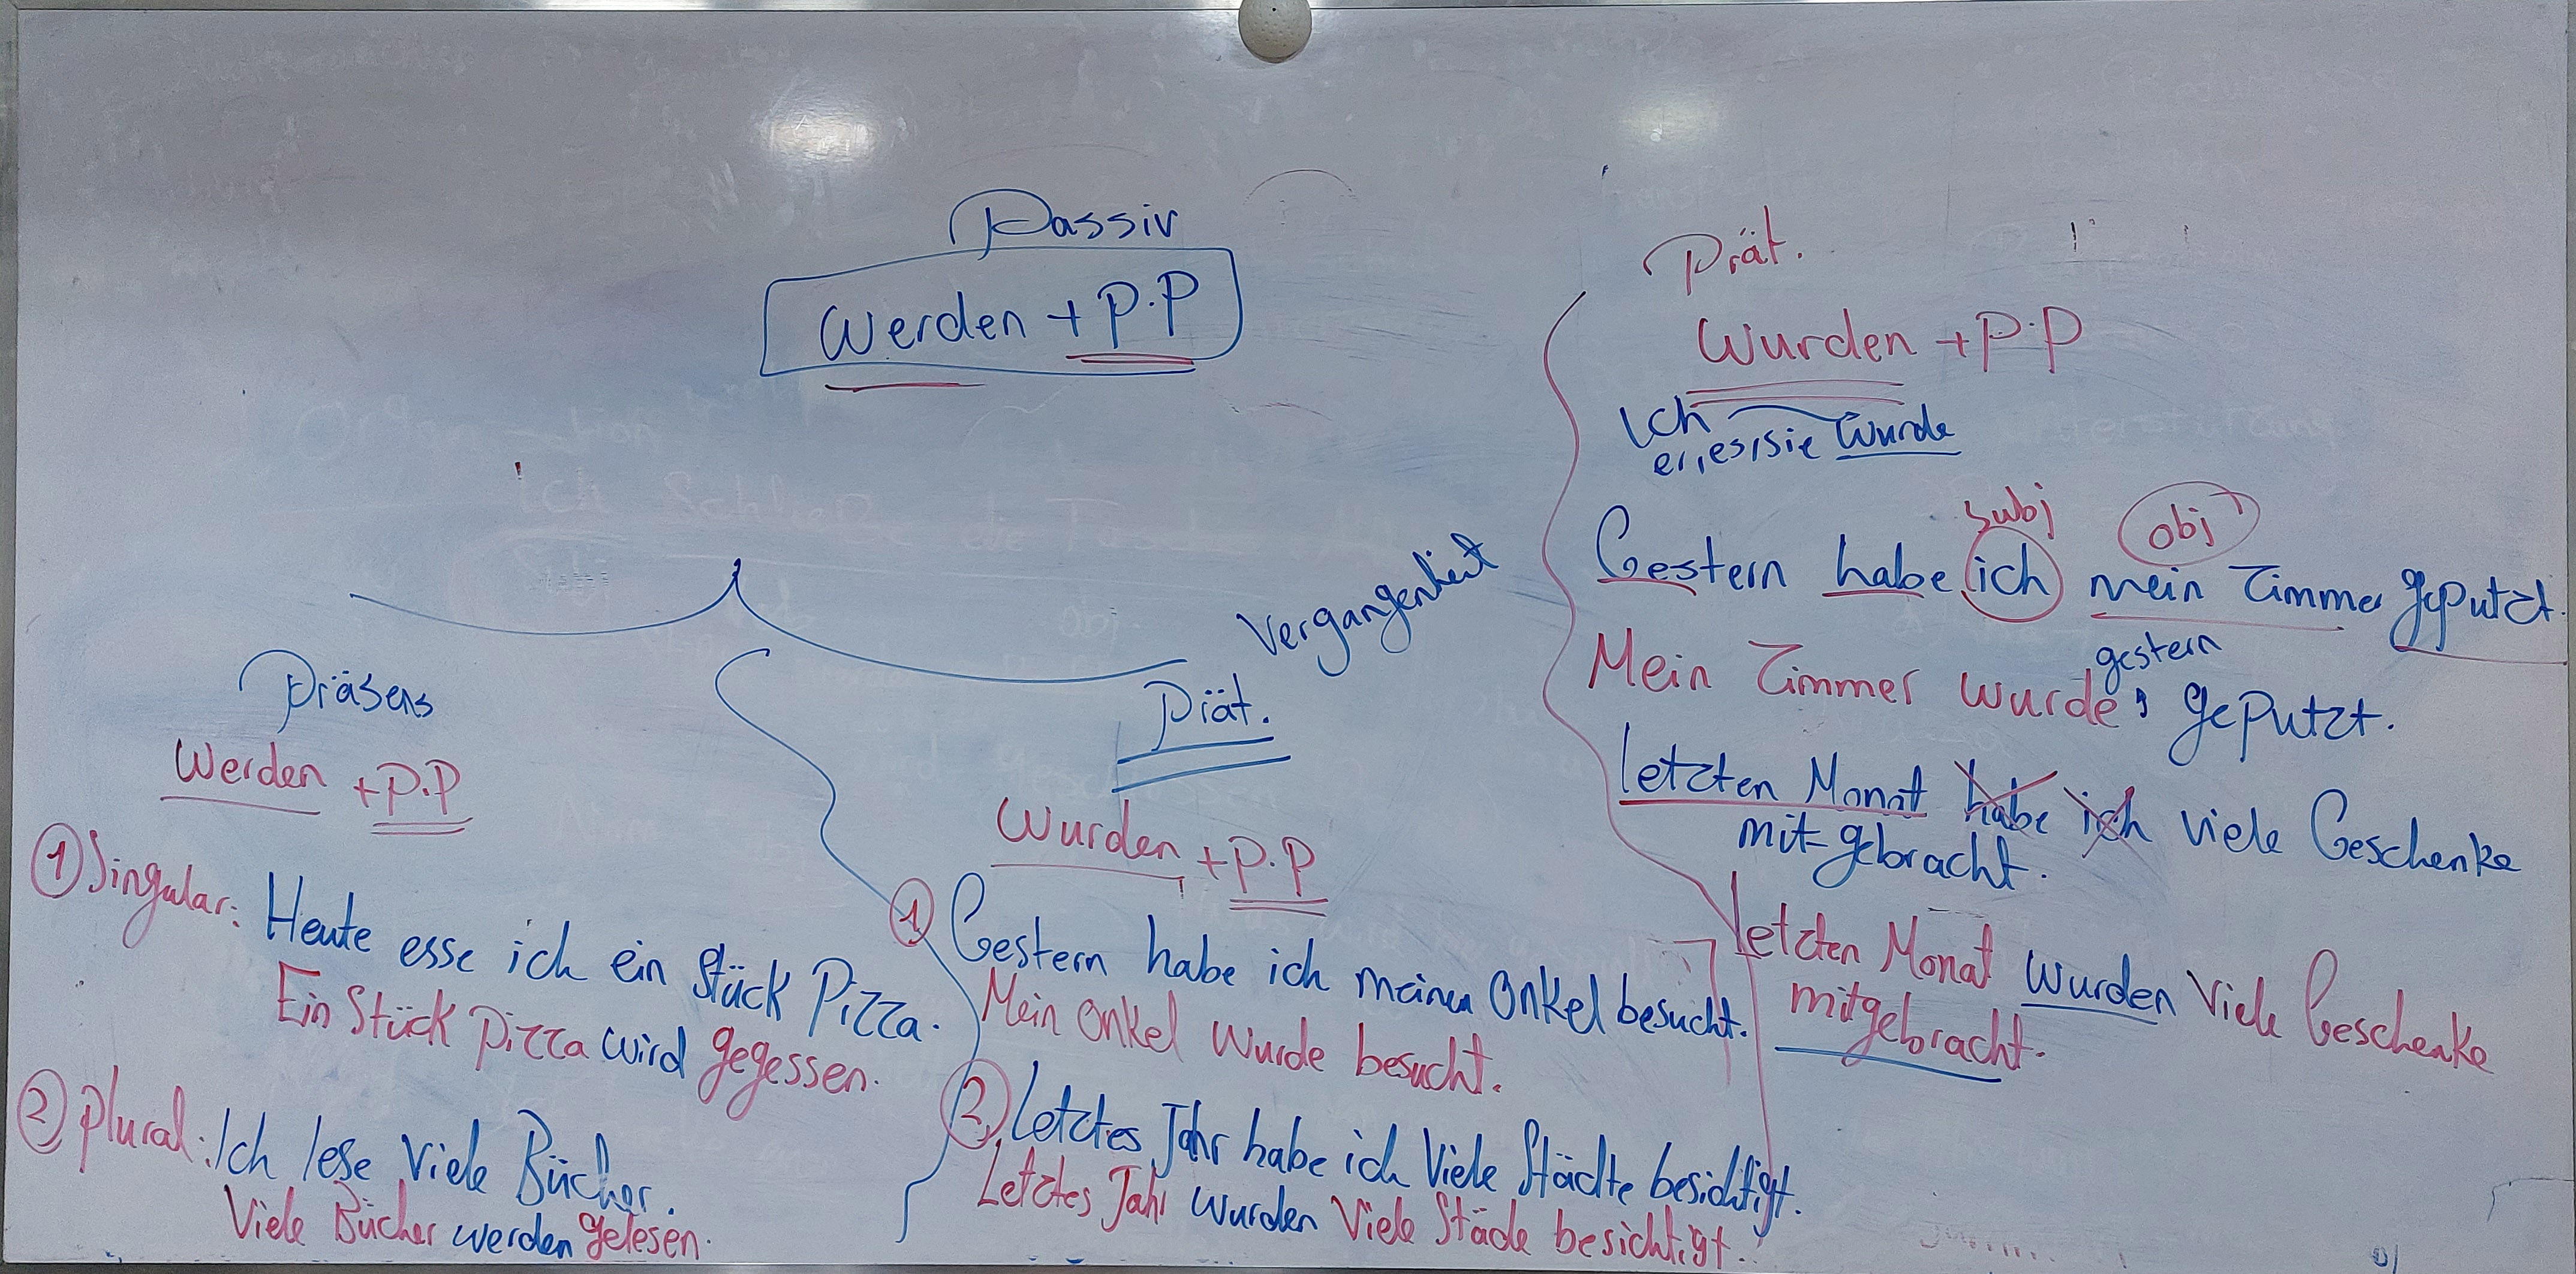 Passiv
Werden + P.P
Präsens
Werden + P.P
① Singular: Heute esse ich ein Stück Pizza.
Ein Stück Pizza wird gegessen.
② Plural: Ich lese viele Bücher.
Viele Bücher werden gelesen.
Vergangenheit
Prät.
Wurden + P.P
① Gestern habe ich meinen Onkel besucht.
Mein Onkel wurde besucht.
② Letztes Jahr habe ich viele Städte besichtigt.
Letztes Jahr wurden viele Städe besichtigt.
Prät.
Wurden + P.P
Ich
er,es,sie wurde
subj obj
Gestern habe ich mein Zimmer geputzt.
gestern
Mein Zimmer wurde, geputzt.
letzten Monat habe ich viele Geschenke
mit-gebracht.
letzten Monat wurden viele Geschenke
mitgebracht.